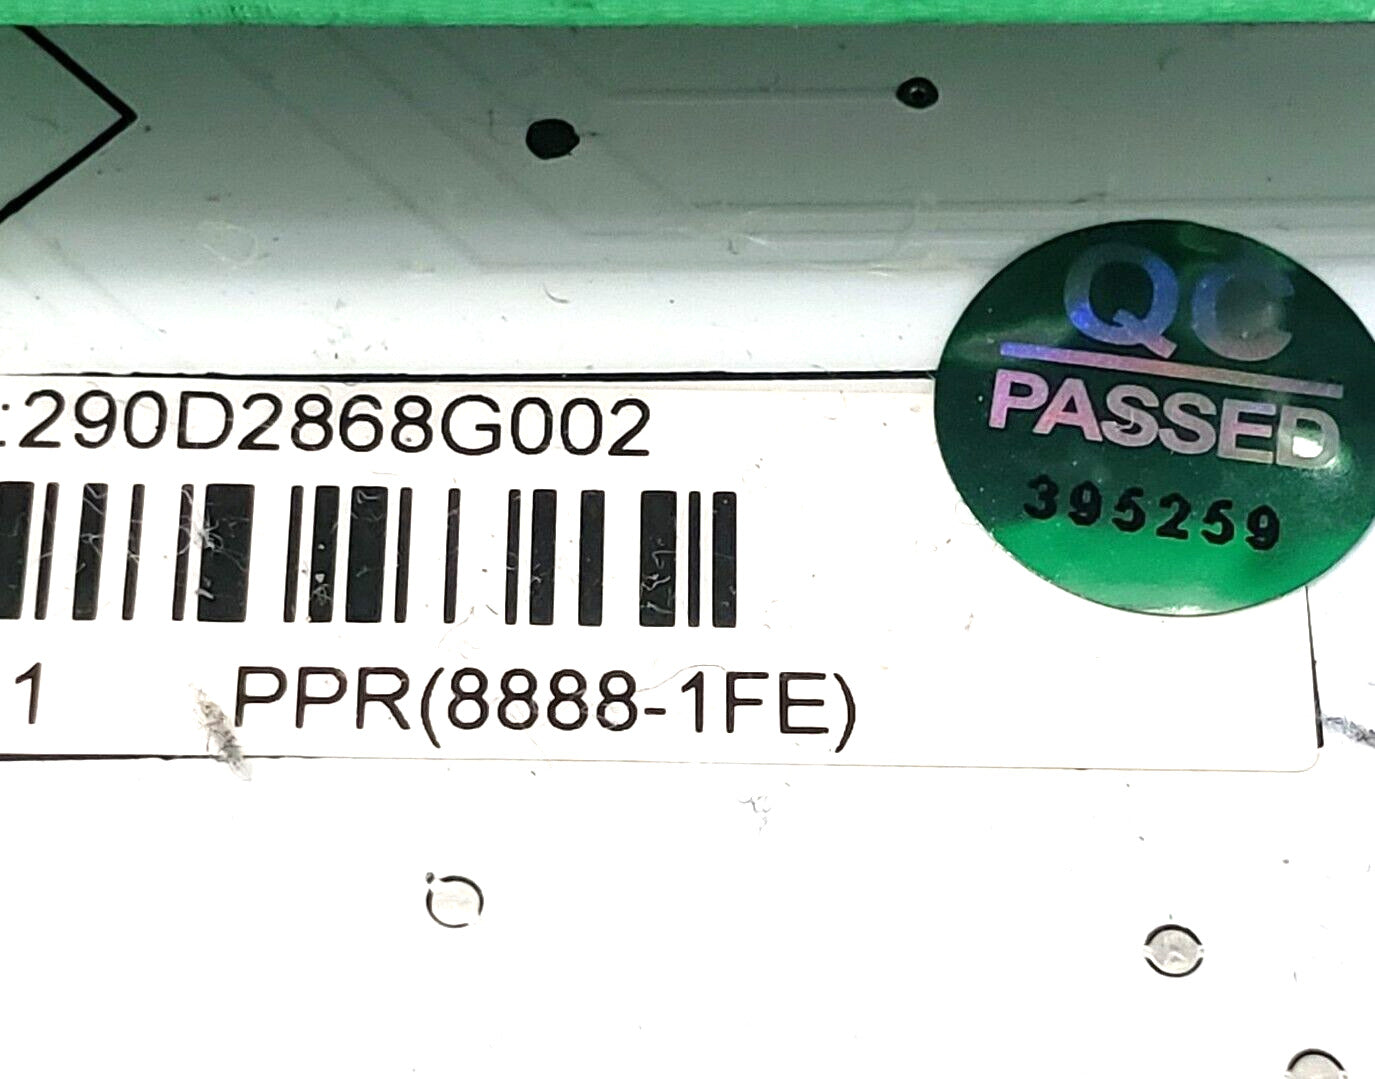 QC
PASSED
395259
:290D2868G002
1 PPR(8888-1FE)